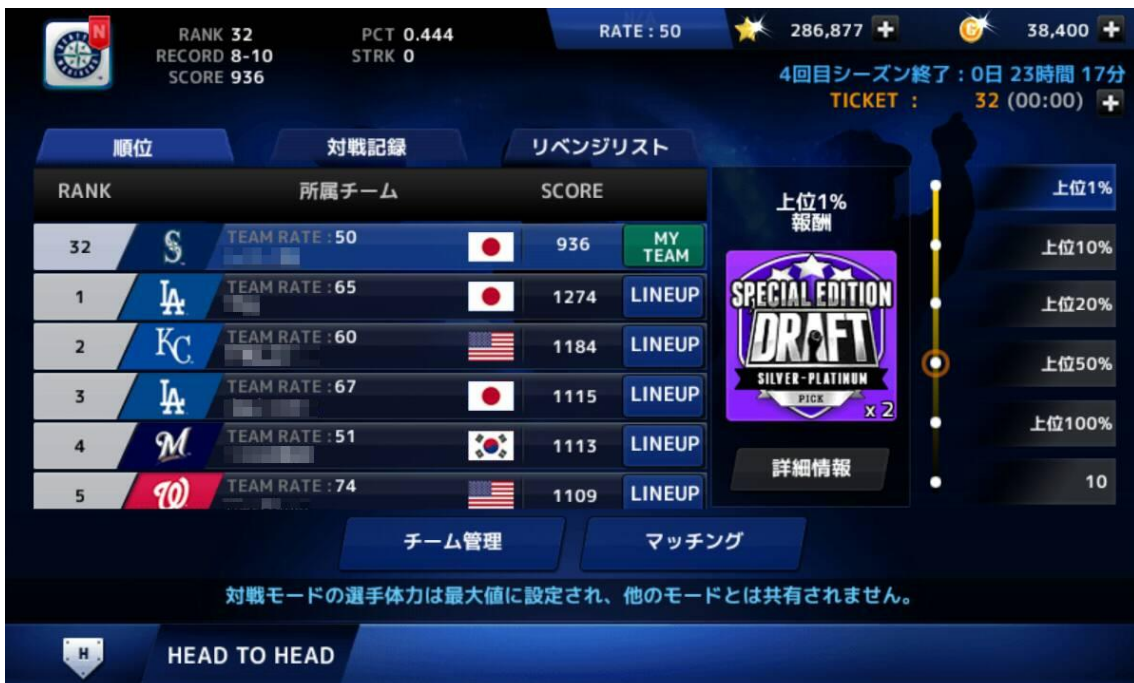 RANK 32
PCT 0.444
RECORD 8-10
STRK 0
SCORE 936
RATE : 50
286,877
38,400
4回目シーズン終了 : 0日 23時間 17分
TICKET : 32 (00:00)
順位
対戦記録
リベンジリスト
RANK 所属チーム SCORE
32 TEAM RATE : 50 936 MY TEAM
1 LA TEAM RATE : 65 1274 LINEUP
2 KC TEAM RATE : 60 1184 LINEUP
3 LA TEAM RATE : 67 1115 LINEUP
4 M TEAM RATE : 51 1113 LINEUP
5 W TEAM RATE : 74 1109 LINEUP
上位1%
報酬
SPECIAL EDITION
DRAFT
SILVER-PLATINUM
PICK
x 2
詳細情報
上位1%
上位10%
上位20%
上位50%
上位100%
10
チーム管理
マッチング
対戦モードの選手体力は最大値に設定され、他のモードとは共有されません。
H
HEAD TO HEAD